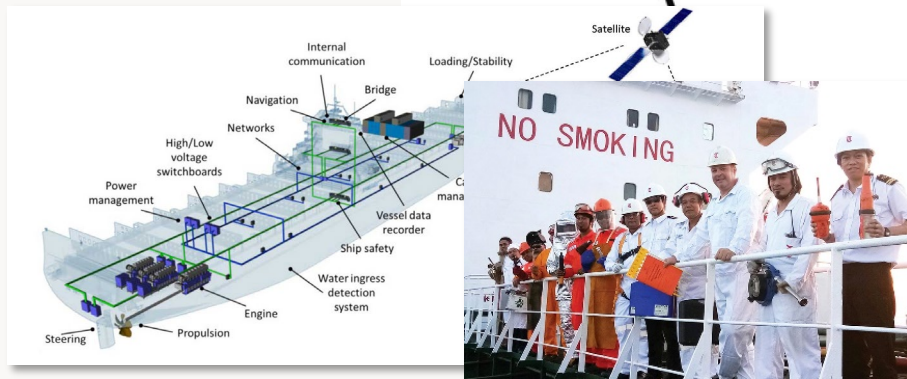 Satellite
Internal
communication
Loading/Stability
Navigation
Bridge
Networks
High/Low
voltage
switchboards
Power
management
Vessel data
recorder
Ship safety
Water ingress
detection
system
Engine
Propulsion
Steering
NO SMOKING